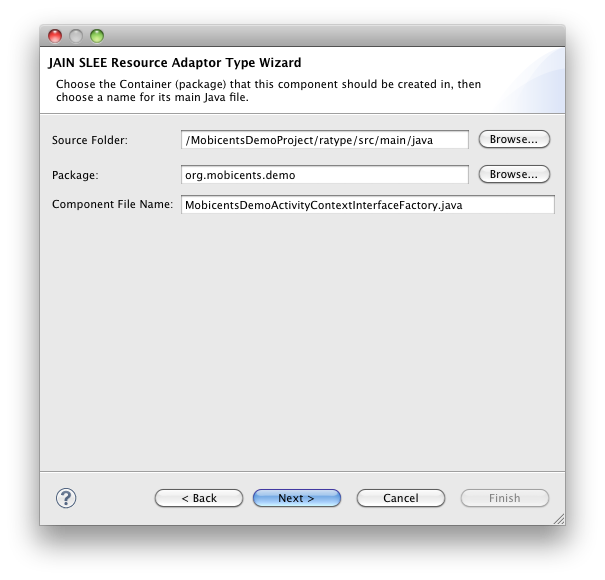 JAIN SLEE Resource Adaptor Type Wizard
Choose the Container (package) that this component should be created in, then
choose a name for its main Java file.
Source Folder: /MobicentsDemoProject/ratype/src/main/java Browse...
Package: org.mobicents.demo Browse...
Component File Name: MobicentsDemoActivityContextInterfaceFactory.java
? < Back Next > Cancel Finish